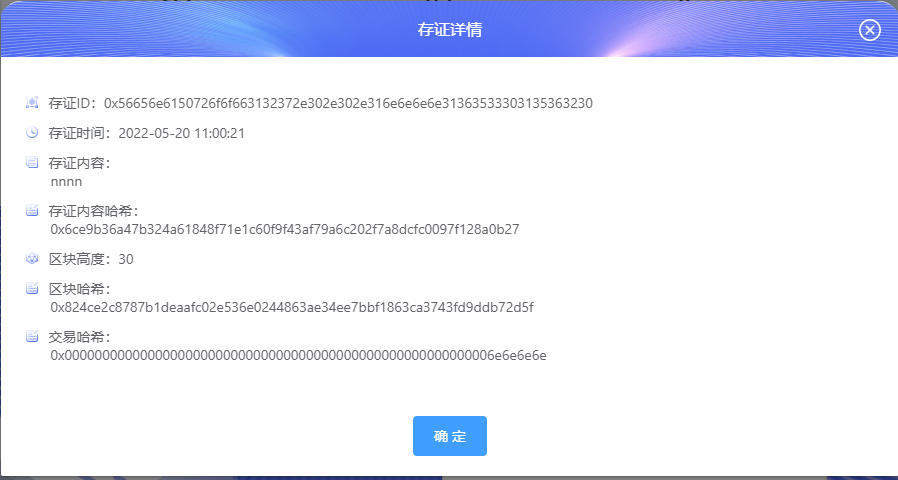 存证详情
存证ID：0x56656e6150726f6f663132372e302e302e316e6e6e6e31363533303135363230
存证时间：2022-05-20 11:00:21
存证内容：
nnnn
存证内容哈希：
0x6ce9b36a47b324a61848f71e1c60f9f43af79a6c202f7a8dcfc0097f128a0b27
区块高度：30
区块哈希：
0x824ce2c8787b1deaafc02e536e0244863ae34ee7bbf1863ca3743fd9ddb72d5f
交易哈希：
0x000000000000000000000000000000000000000000000000000000006e6e6e6e
确 定